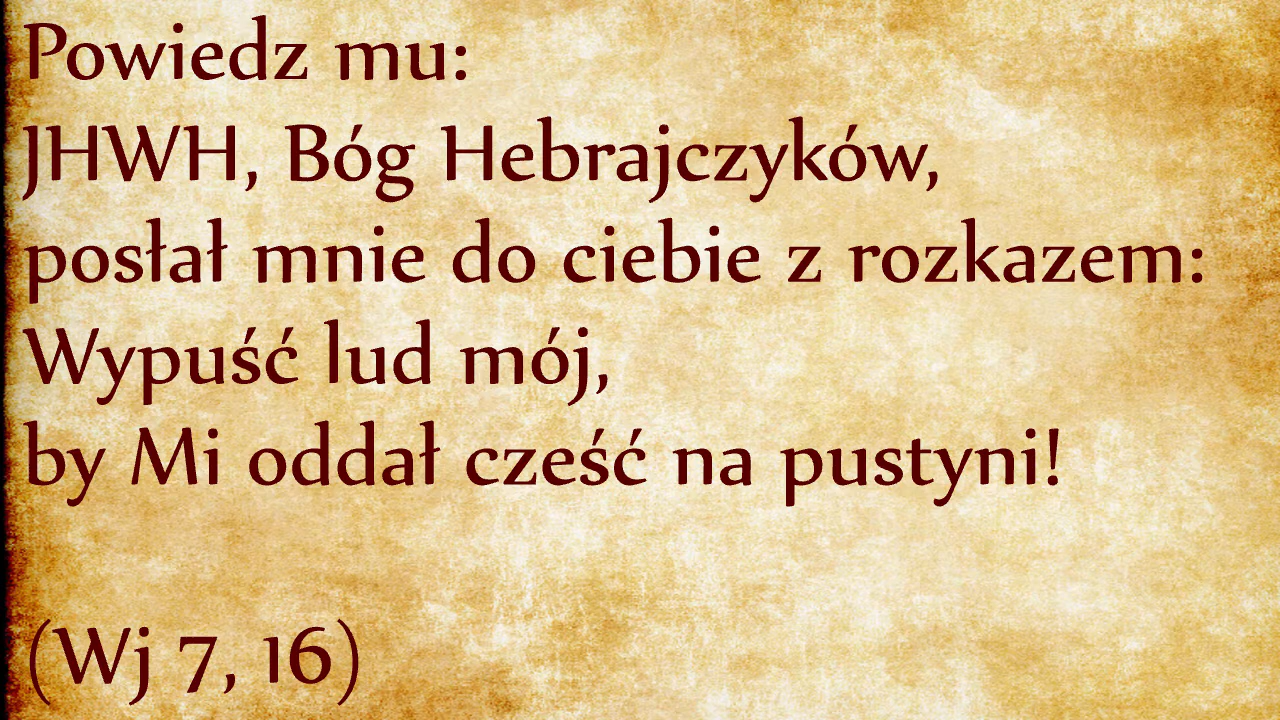 Powiedz mu:
JHWH, Bóg Hebrajczyków,
posłał mnie do ciebie z rozkazem:
Wypuść lud mój,
by Mi oddał cześć na pustyni!
(Wj 7, 16)